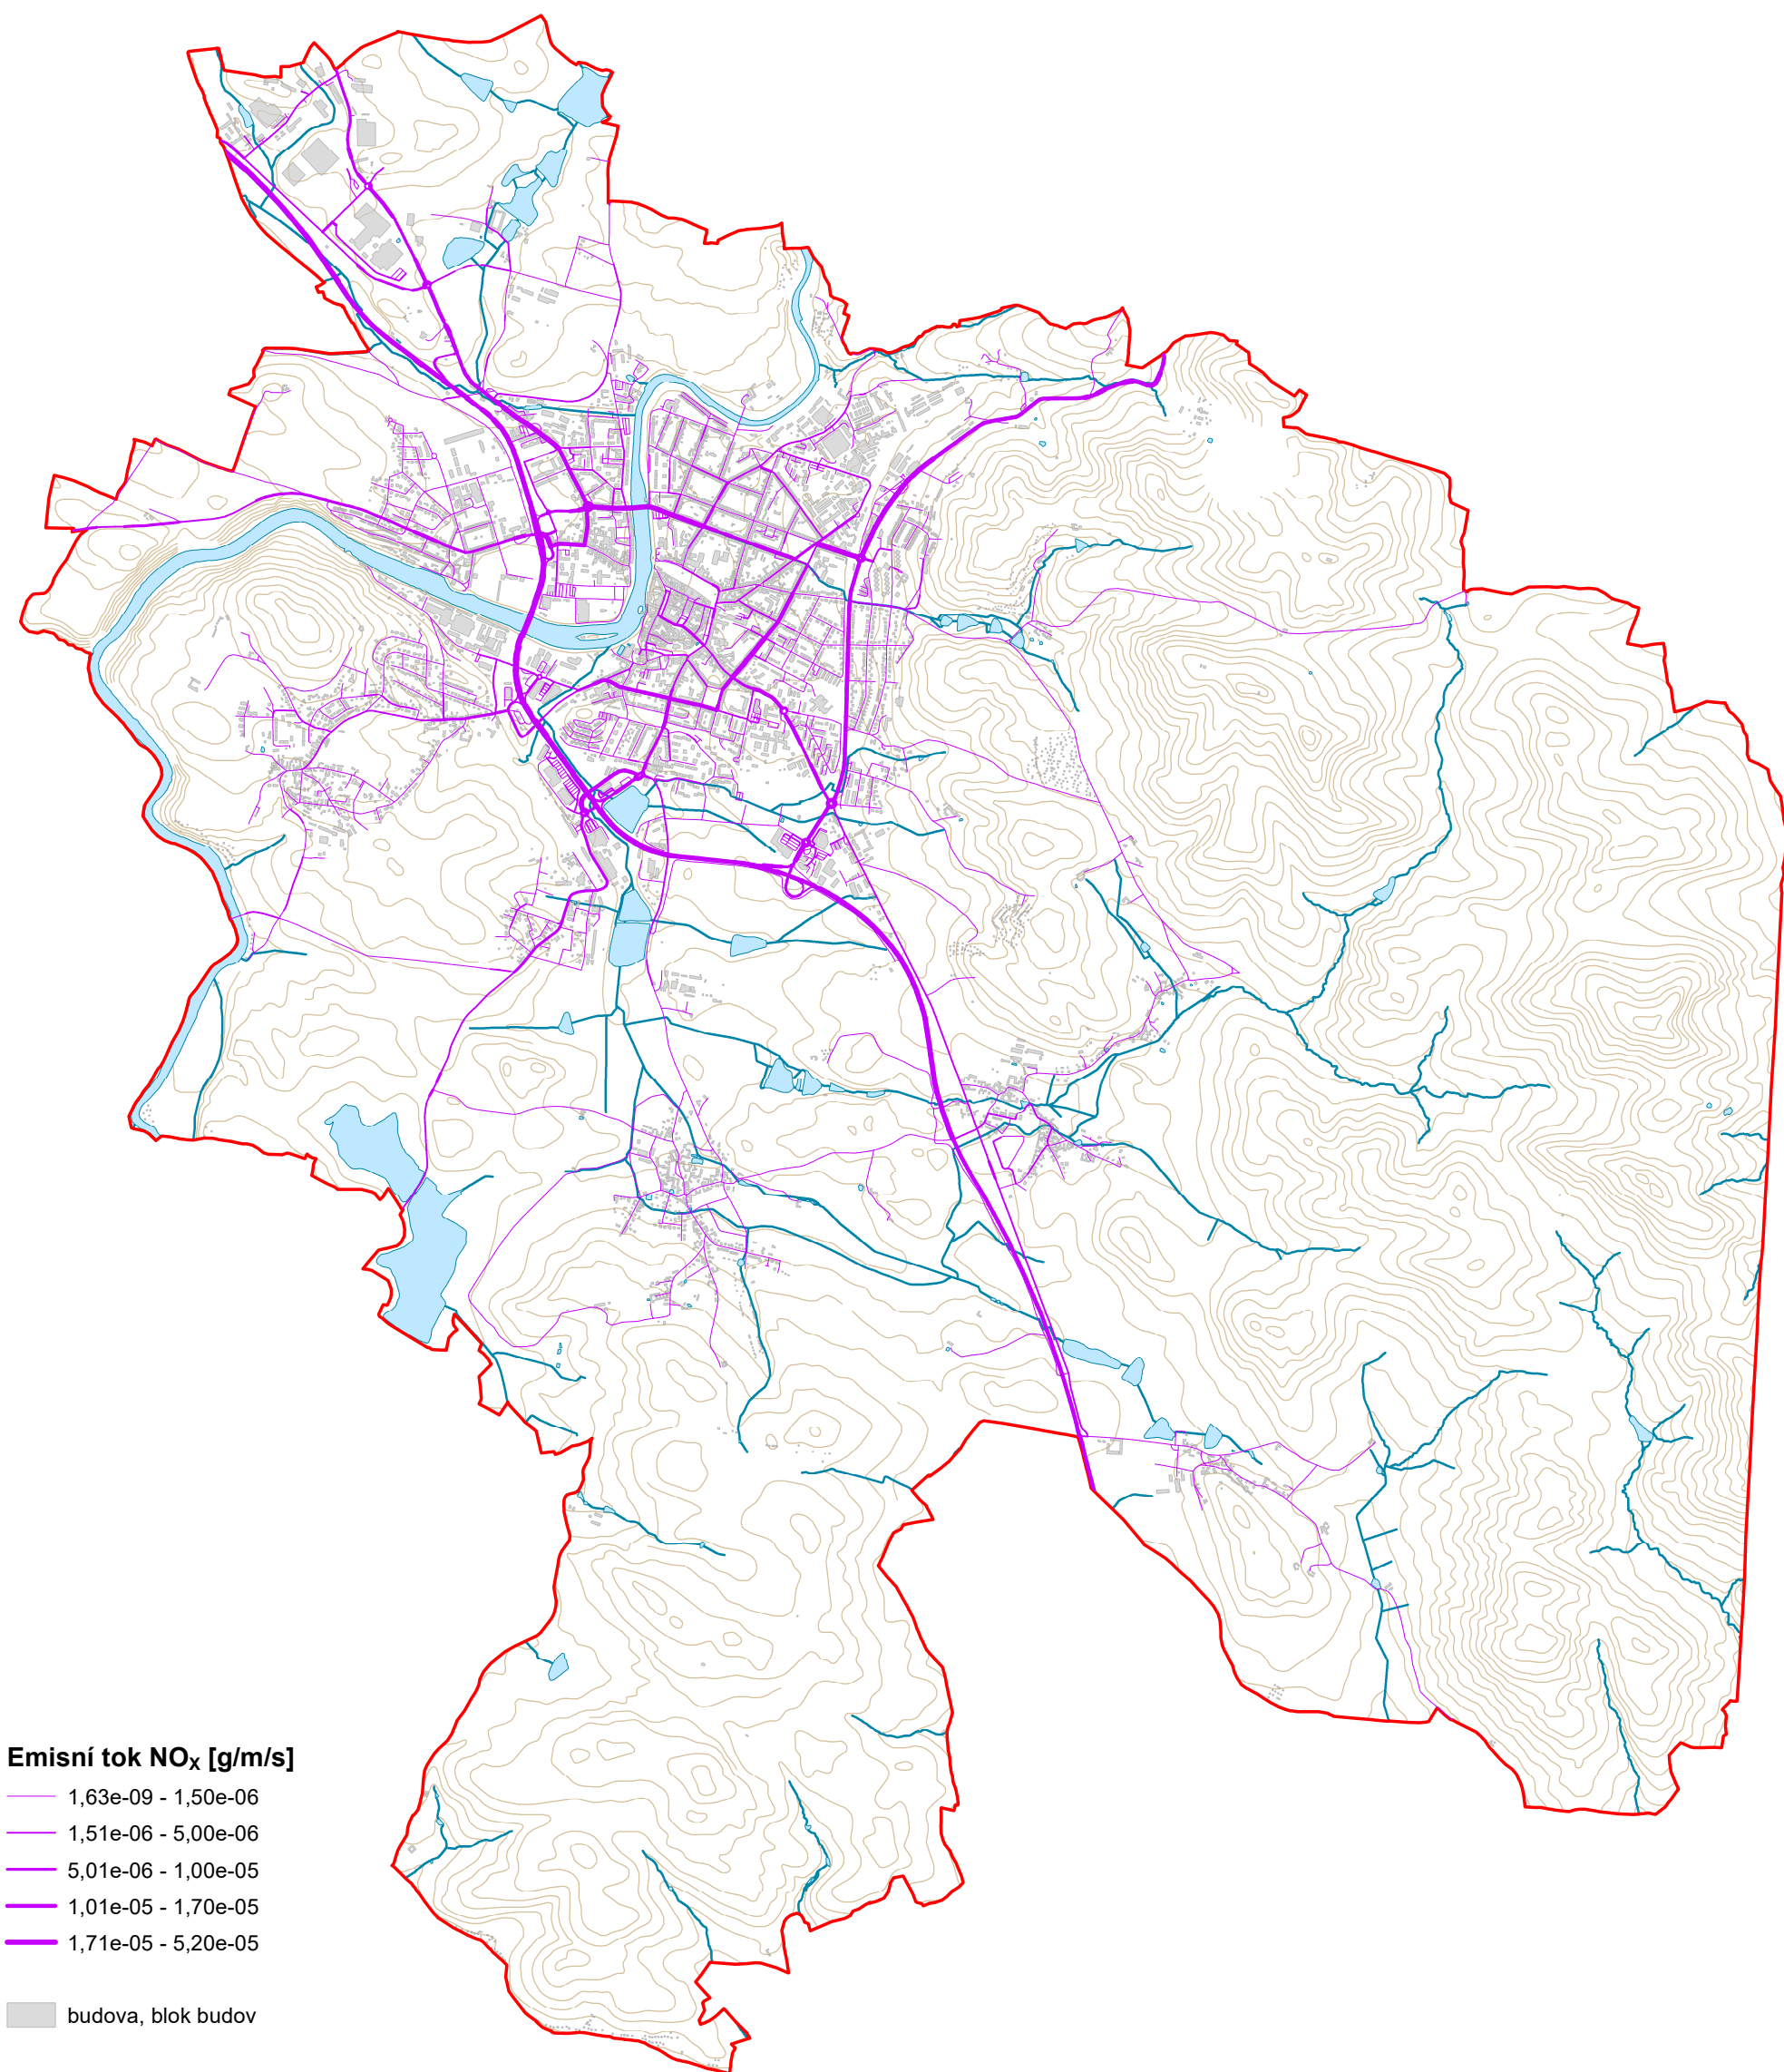 Emisní tok NOX [g/m/s]
1,63e-09 - 1,50e-06
1,51e-06 - 5,00e-06
5,01e-06 - 1,00e-05
1,01e-05 - 1,70e-05
1,71e-05 - 5,20e-05
budova, blok budov